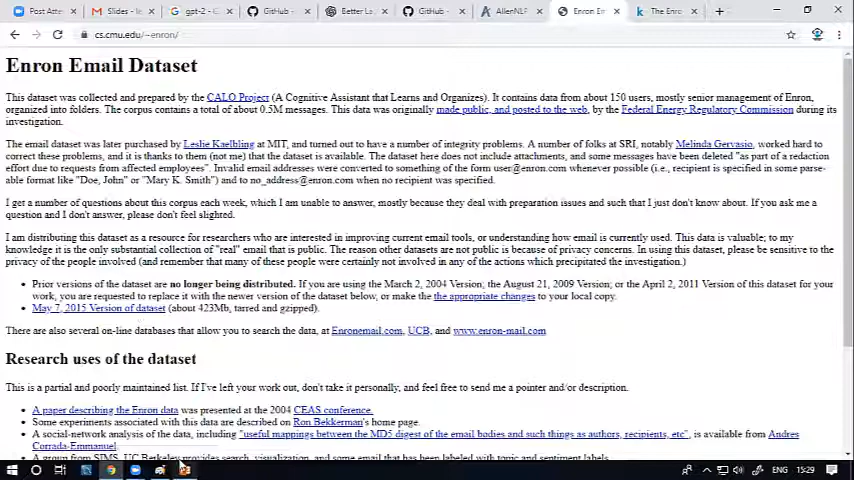 Post Atte
Slides - I
gpt-2 - G
GitHub -
Better La
GitHub -
AllenNLP
Enron En
The Enro
cs.cmu.edu/~enron/
Enron Email Dataset
This dataset was collected and prepared by the CALO Project (A Cognitive Assistant that Learns and Organizes). It contains data from about 150 users, mostly senior management of Enron,
organized into folders. The corpus contains a total of about 0.5M messages. This data was originally made public, and posted to the web, by the Federal Energy Regulatory Commission during its
investigation.
The email dataset was later purchased by Leslie Kaelbling at MIT, and turned out to have a number of integrity problems. A number of folks at SRI, notably Melinda Gervasio, worked hard to
correct these problems, and it is thanks to them (not me) that the dataset is available. The dataset here does not include attachments, and some messages have been deleted "as part of a redaction
effort due to requests from affected employees". Invalid email addresses were converted to something of the form user@enron.com whenever possible (i.e., recipient is specified in some parse-
able format like "Doe, John" or "Mary K. Smith") and to no_address@enron.com when no recipient was specified.
I get a number of questions about this corpus each week, which I am unable to answer, mostly because they deal with preparation issues and such that I just don't know about. If you ask me a
question and I don't answer, please don't feel slighted.
I am distributing this dataset as a resource for researchers who are interested in improving current email tools, or understanding how email is currently used. This data is valuable; to my
knowledge it is the only substantial collection of "real" email that is public. The reason other datasets are not public is because of privacy concerns. In using this dataset, please be sensitive to the
privacy of the people involved (and remember that many of these people were certainly not involved in any of the actions which precipitated the investigation.)
Prior versions of the dataset are no longer being distributed. If you are using the March 2, 2004 Version; the August 21, 2009 Version; or the April 2, 2011 Version of this dataset for your
work, you are requested to replace it with the newer version of the dataset below, or make the the appropriate changes to your local copy.
May 7, 2015 Version of dataset (about 423Mb, tarred and gzipped).
There are also several on-line databases that allow you to search the data, at Enronemail.com, UCB, and www.enron-mail.com
Research uses of the dataset
This is a partial and poorly maintained list. If I've left your work out, don't take it personally, and feel free to send me a pointer and/or description.
A paper describing the Enron data was presented at the 2004 CEAS conference.
Some experiments associated with this data are described on Ron Bekkerman's home page.
A social-network analysis of the data, including "useful mappings between the MD5 digest of the email bodies and such things as authors, recipients, etc", is available from Andres
Corrada-Emmanuel.
A group from SIMS, UC Berkeley provides search, visualization, and some email that has been labeled with topic and sentiment labels.
ENG 15:29